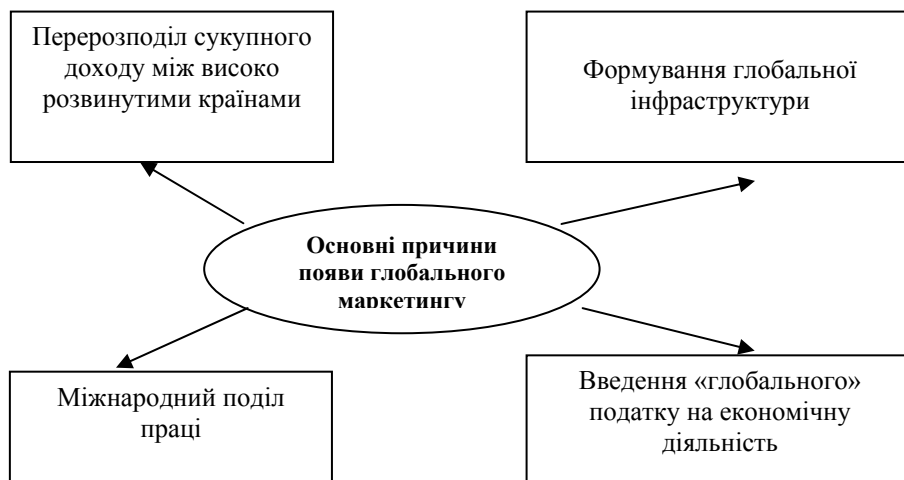 Перерозподіл сукупного
доходу між високо
розвинутими країнами
Формування глобальної
інфраструктури
Основні причини
появи глобального
маркетингу
Міжнародний поділ
праці
Введення «глобального»
податку на економічну
діяльність